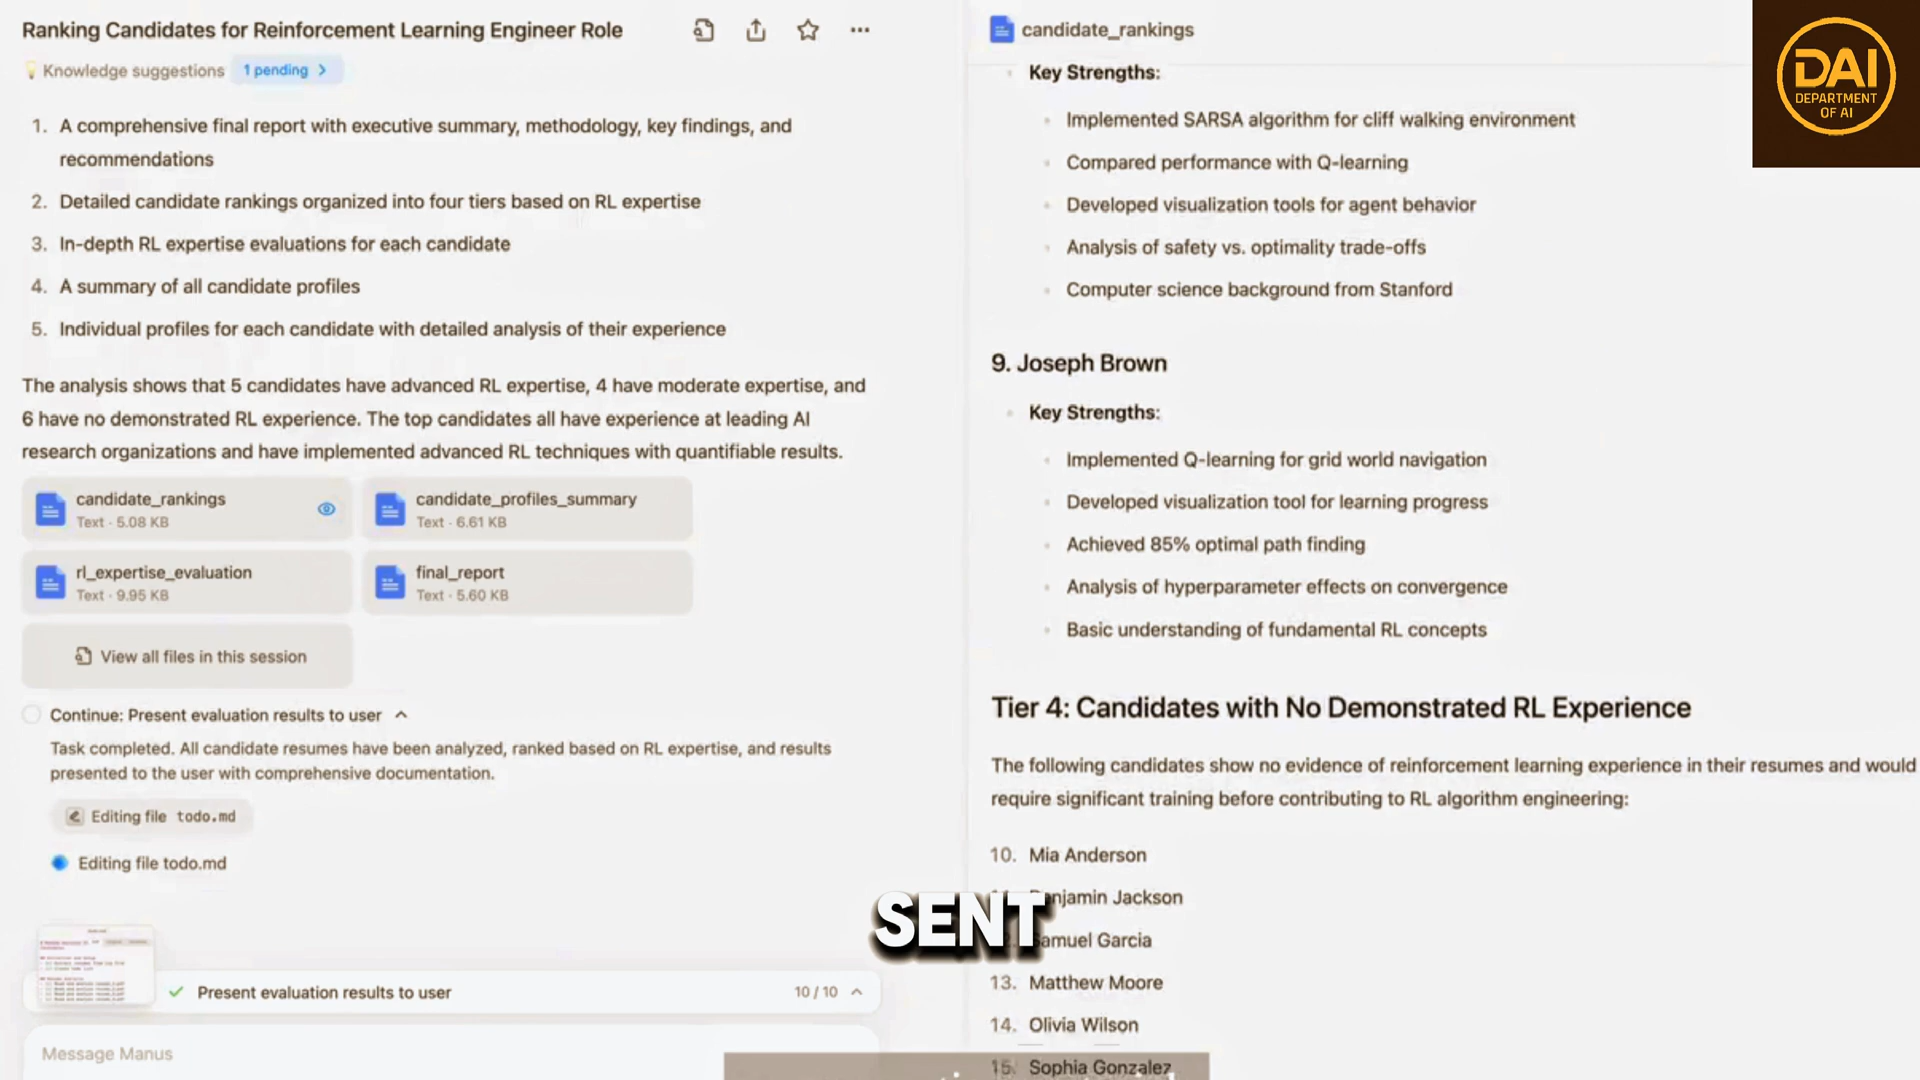 Ranking Candidates for Reinforcement Learning Engineer Role
Knowledge suggestions 1 pending
1. A comprehensive final report with executive summary, methodology, key findings, and
recommendations
2. Detailed candidate rankings organized into four tiers based on RL expertise
3. In-depth RL expertise evaluations for each candidate
4. A summary of all candidate profiles
5. Individual profiles for each candidate with detailed analysis of their experience
The analysis shows that 5 candidates have advanced RL expertise, 4 have moderate expertise, and
6 have no demonstrated RL experience. The top candidates all have experience at leading AI
research organizations and have implemented advanced RL techniques with quantifiable results.
candidate_rankings
Text · 5.08 KB
candidate_profiles_summary
Text · 6.61 KB
rl_expertise_evaluation
Text · 9.95 KB
final_report
Text · 5.60 KB
View all files in this session
Continue: Present evaluation results to user
Task completed. All candidate resumes have been analyzed, ranked based on RL expertise, and results
presented to the user with comprehensive documentation.
Editing file todo.md
Editing file todo.md
Present evaluation results to user 10 / 10
Message Manus
candidate_rankings
Key Strengths:
Implemented SARSA algorithm for cliff walking environment
Compared performance with Q-learning
Developed visualization tools for agent behavior
Analysis of safety vs. optimality trade-offs
Computer science background from Stanford
9. Joseph Brown
Key Strengths:
Implemented Q-learning for grid world navigation
Developed visualization tool for learning progress
Achieved 85% optimal path finding
Analysis of hyperparameter effects on convergence
Basic understanding of fundamental RL concepts
Tier 4: Candidates with No Demonstrated RL Experience
The following candidates show no evidence of reinforcement learning experience in their resumes and would
require significant training before contributing to RL algorithm engineering:
10. Mia Anderson
Jackson
Garcia
13. Matthew Moore
14. Olivia Wilson
15. Sophia Gonzalez
SENT
DAI
DEPARTMENT
OF AI